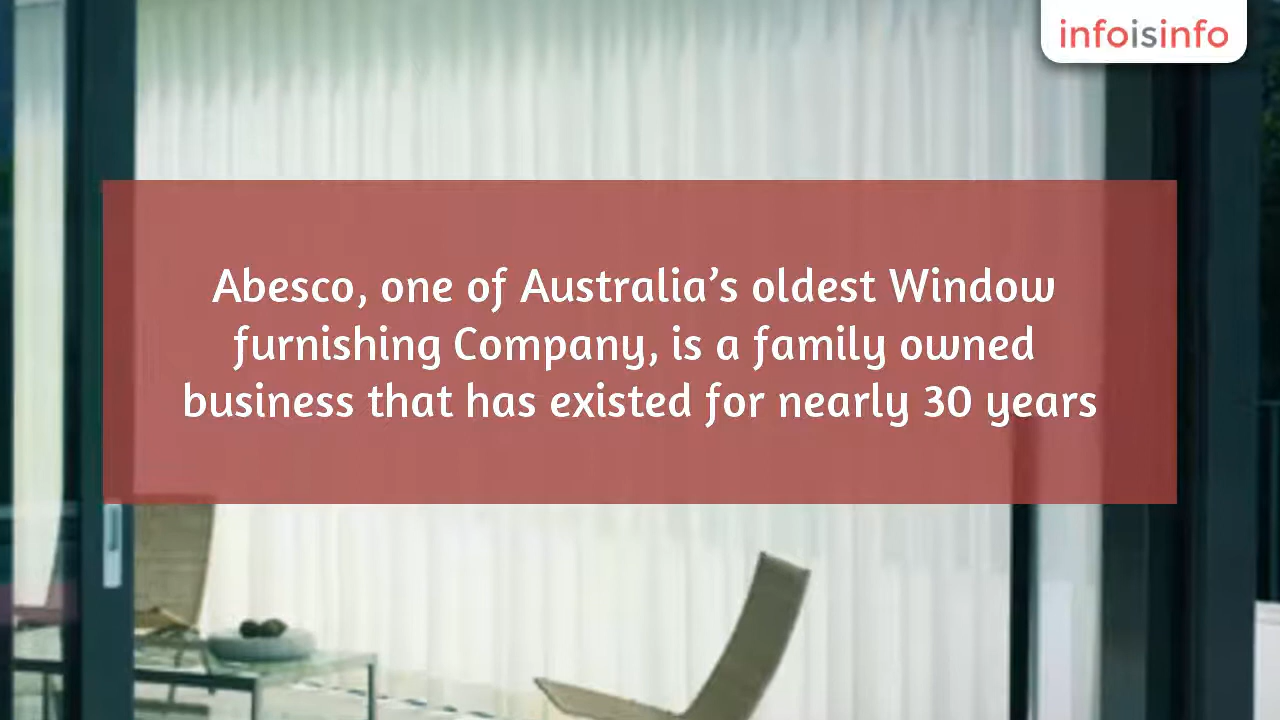 infoisinfo
Abesco, one of Australia’s oldest Window
furnishing Company, is a family owned
business that has existed for nearly 30 years